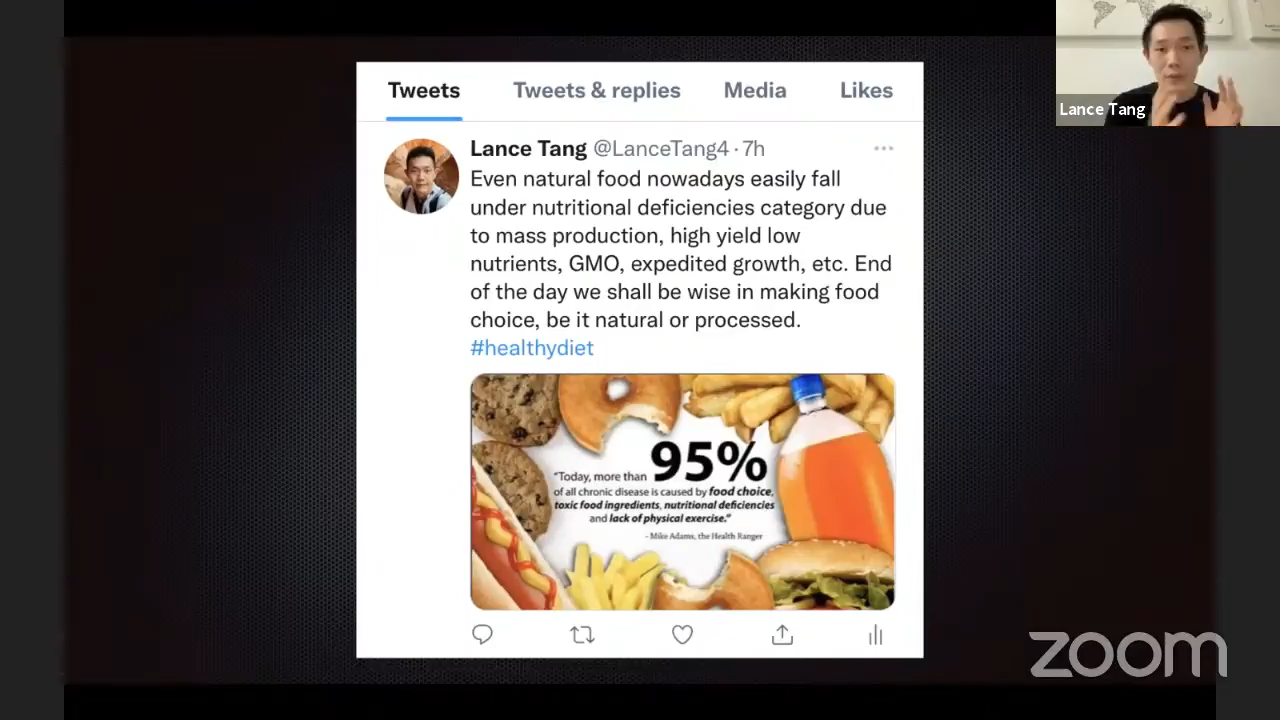 Lance Tang
Tweets Tweets & replies Media Likes
Lance Tang @LanceTang4 · 7h
Even natural food nowadays easily fall
under nutritional deficiencies category due
to mass production, high yield low
nutrients, GMO, expedited growth, etc. End
of the day we shall be wise in making food
choice, be it natural or processed.
#healthydiet
"Today, more than 95%
of all chronic disease is caused by food choice,
toxic food ingredients, nutritional deficiencies
and lack of physical exercise."
- Mike Adams, the Health Ranger
zoom